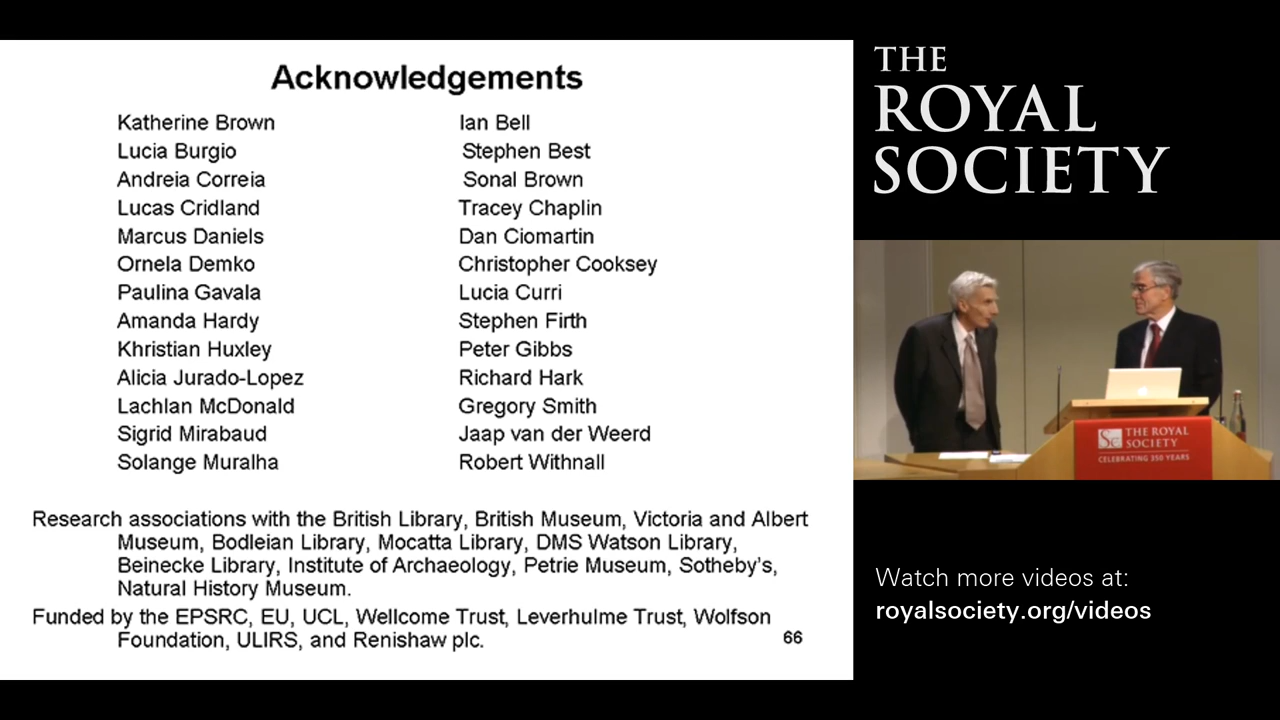 Acknowledgements
Katherine Brown
Lucia Burgio
Andreia Correia
Lucas Cridland
Marcus Daniels
Ornela Demko
Paulina Gavala
Amanda Hardy
Khristian Huxley
Alicia Jurado-Lopez
Lachlan McDonald
Sigrid Mirabaud
Solange Muralha
Ian Bell
Stephen Best
Sonal Brown
Tracey Chaplin
Dan Ciomartin
Christopher Cooksey
Lucia Curri
Stephen Firth
Peter Gibbs
Richard Hark
Gregory Smith
Jaap van der Weerd
Robert Withnall
Research associations with the British Library, British Museum, Victoria and Albert
Museum, Bodleian Library, Mocatta Library, DMS Watson Library,
Beinecke Library, Institute of Archaeology, Petrie Museum, Sotheby's,
Natural History Museum.
Funded by the EPSRC, EU, UCL, Wellcome Trust, Leverhulme Trust, Wolfson
Foundation, ULIRS, and Renishaw plc.
66
THE
ROYAL
SOCIETY
THE ROYAL
SOCIETY
CELEBRATING 350 YEARS
Watch more videos at:
royalsociety.org/videos